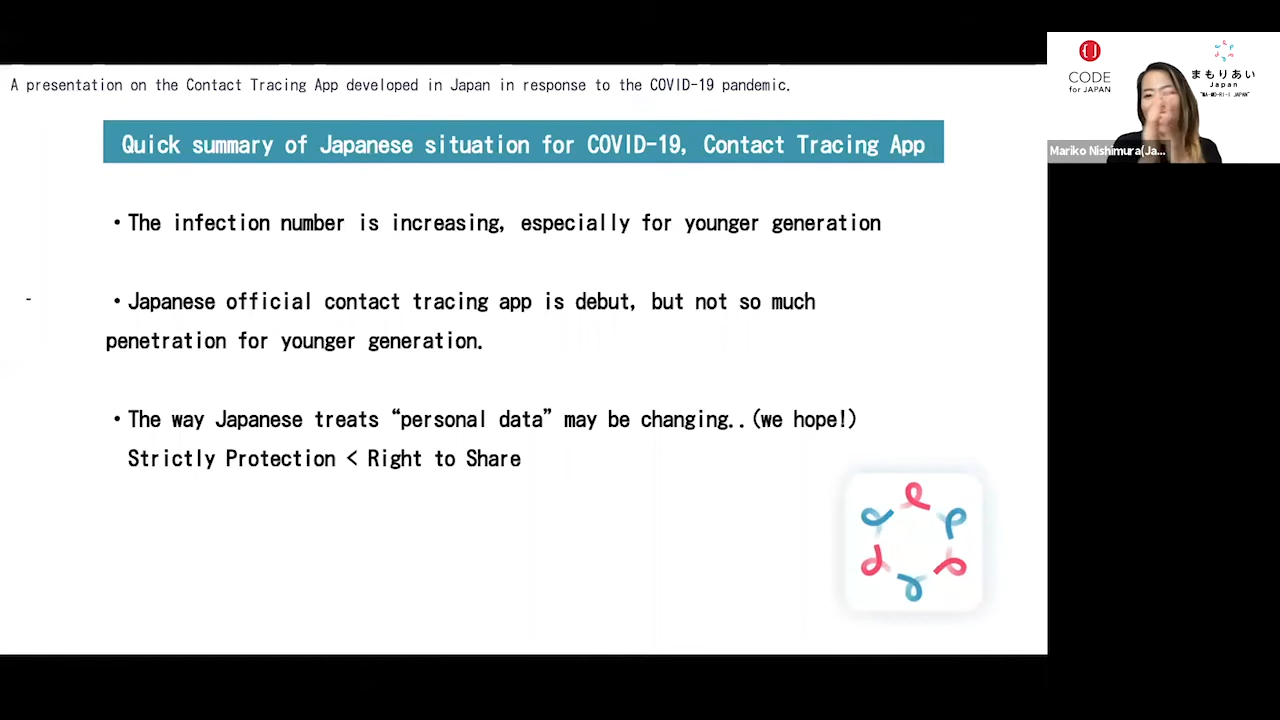 A presentation on the Contact Tracing App developed in Japan in response to the COVID-19 pandemic.
Quick summary of Japanese situation for COVID-19, Contact Tracing App
・The infection number is increasing, especially for younger generation
・Japanese official contact tracing app is debut, but not so much
penetration for younger generation.
・The way Japanese treats “personal data” may be changing..(we hope!)
Strictly Protection < Right to Share
CODE
for JAPAN
まもりあい
Japan
"MA-MO-RI-I JAPAN"
Mariko Nishimura(Ja...